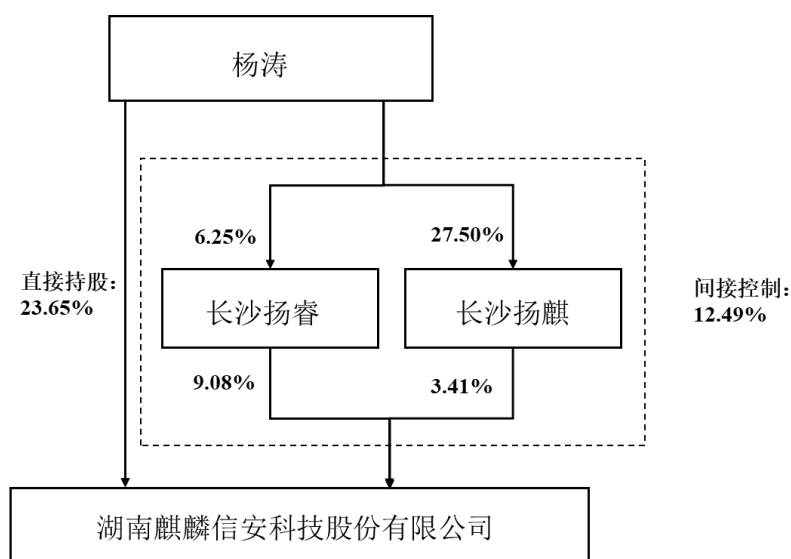 杨涛
6.25%
27.50%
直接持股：
23.65%
长沙扬睿
长沙扬麒
间接控制：
12.49%
9.08%
3.41%
湖南麒麟信安科技股份有限公司